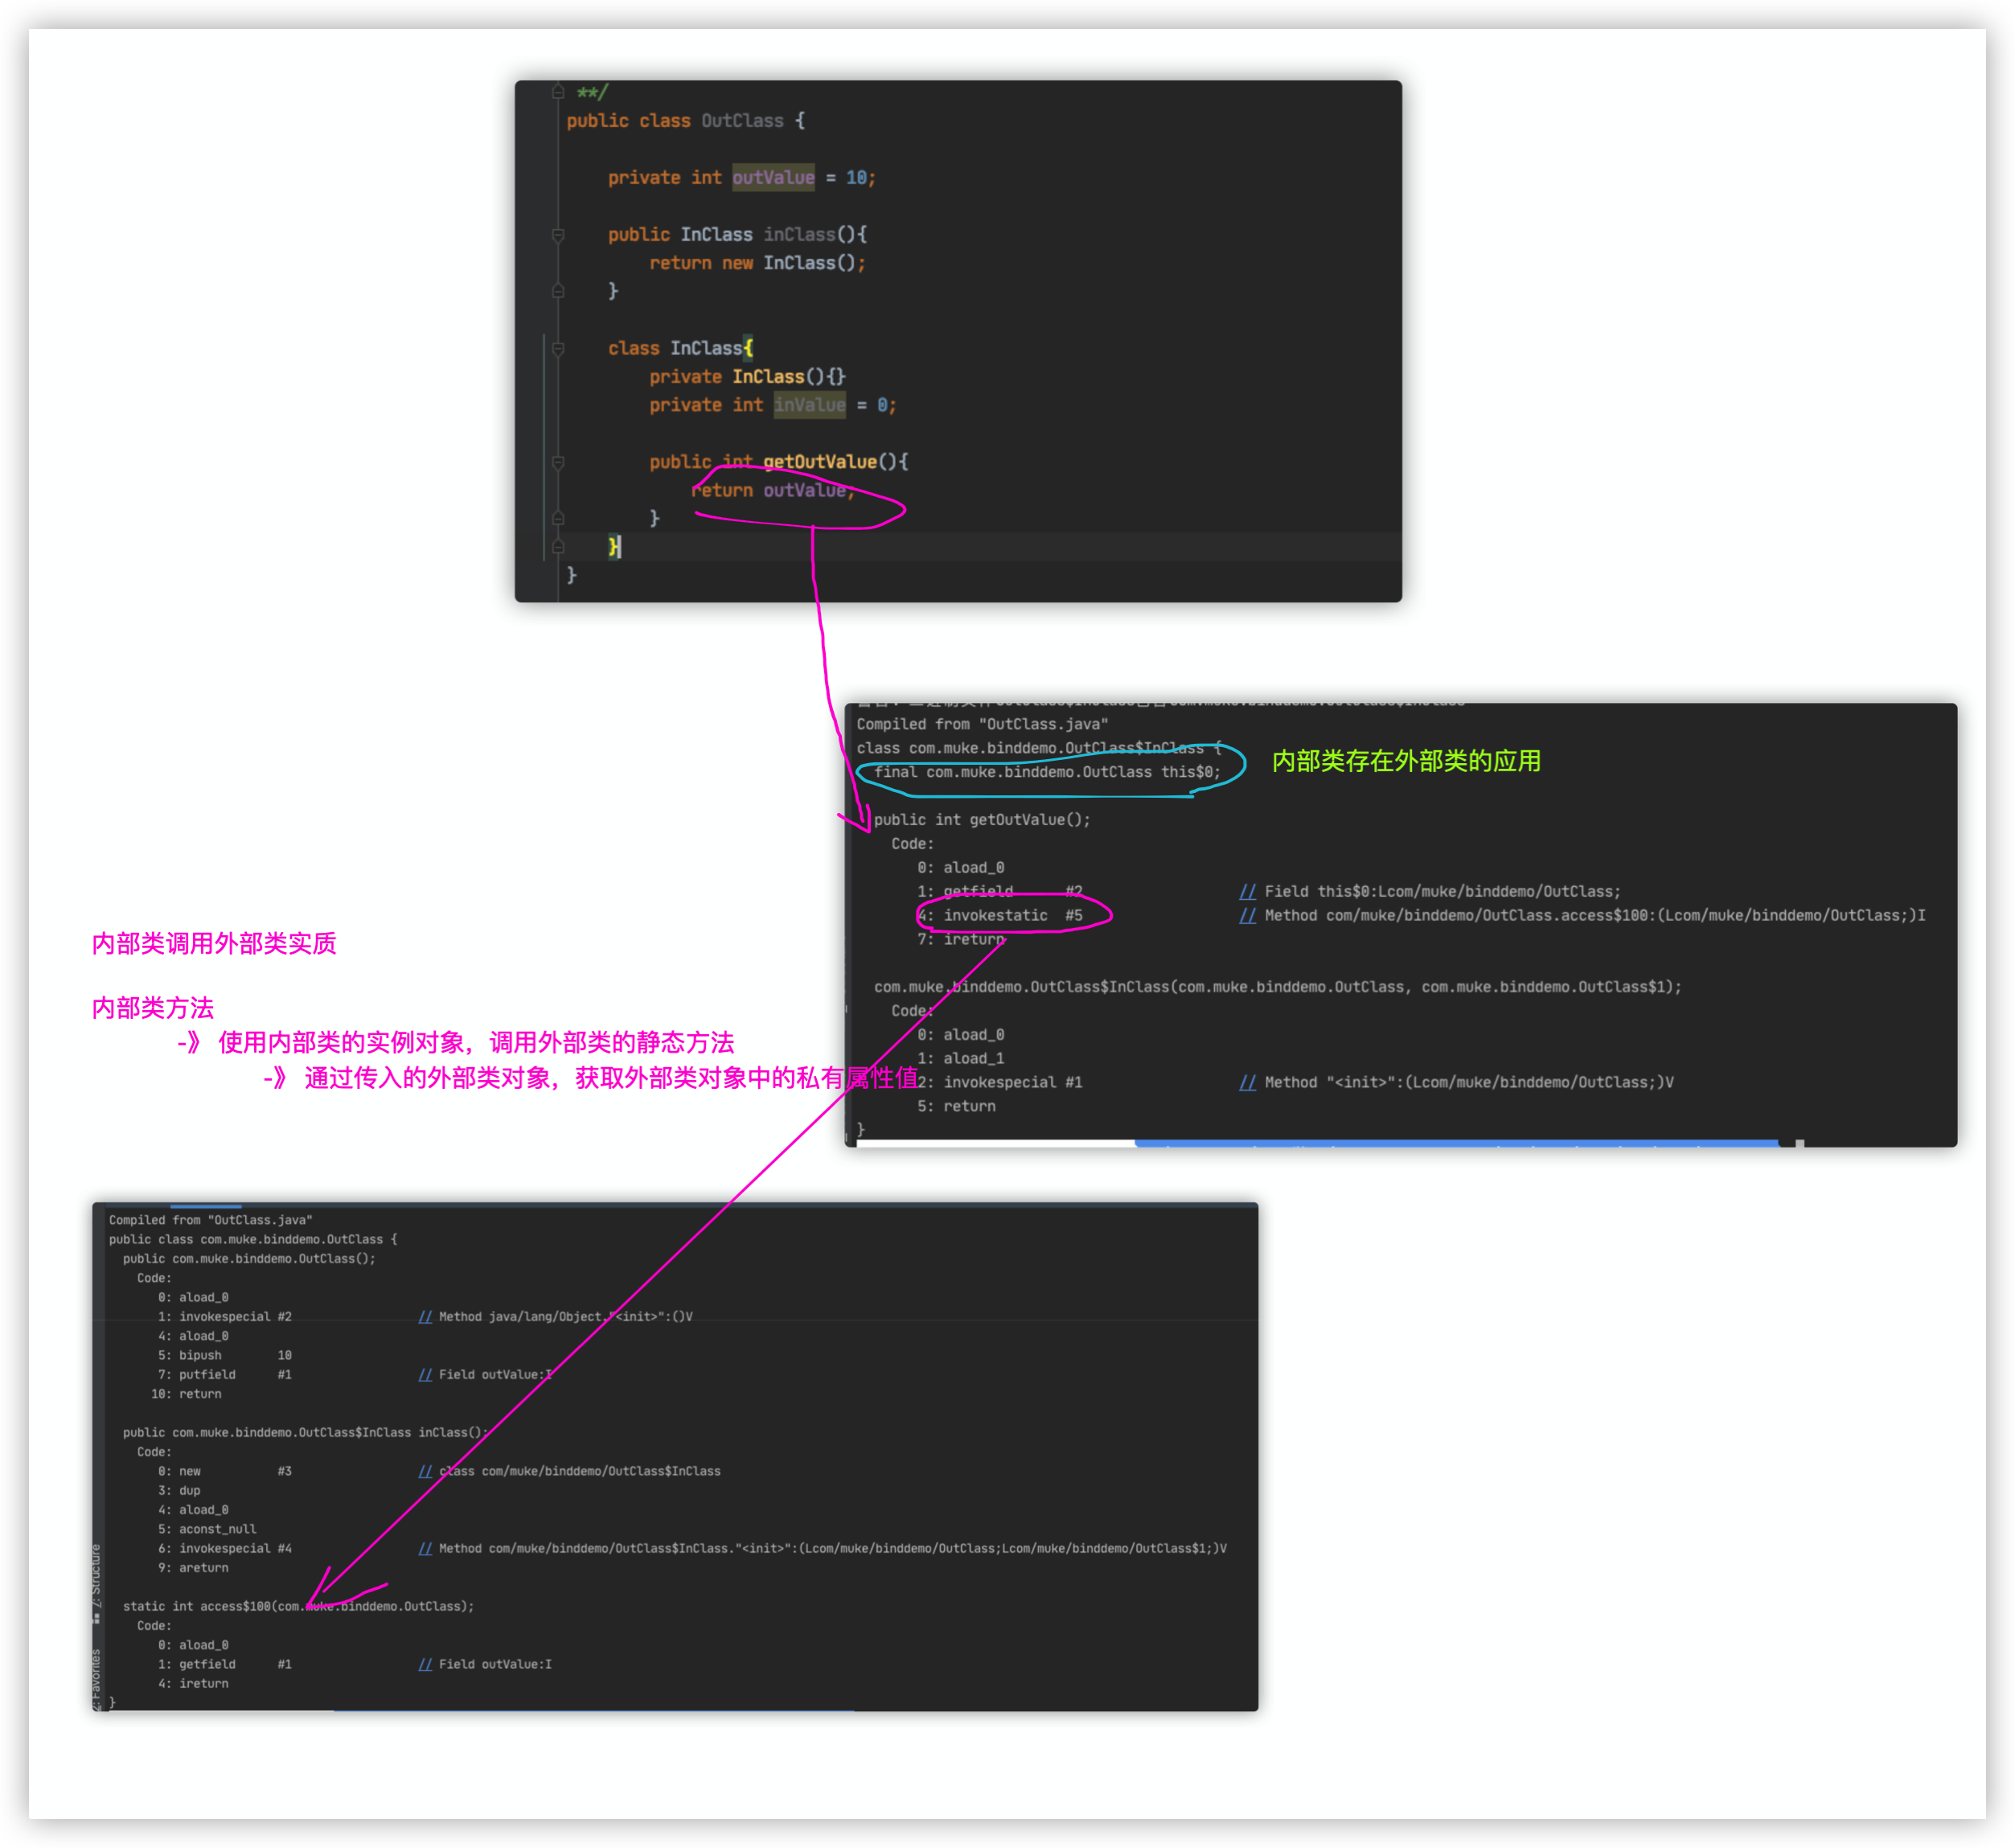 **/
public class OutClass {
private int outValue = 10;
public InClass inClass(){
return new InClass();
}
class InClass{
private InClass(){}
private int inValue = 0;
public int getOutValue(){
return outValue;
}
}
}
Compiled from "OutClass.java"
class com.muke.binddemo.OutClass$InClass {
final com.muke.binddemo.OutClass this$0;
内部类存在外部类的应用
public int getOutValue();
Code:
0: aload_0
1: getfield #2 // Field this$0:Lcom/muke/binddemo/OutClass;
4: invokestatic #5 // Method com/muke/binddemo/OutClass.access$100:(Lcom/muke/binddemo/OutClass;)I
7: ireturn
com.muke.binddemo.OutClass$InClass(com.muke.binddemo.OutClass, com.muke.binddemo.OutClass$1);
Code:
0: aload_0
1: aload_1
2: invokespecial #1 // Method "<init>":(Lcom/muke/binddemo/OutClass;)V
5: return
}
内部类调用外部类实质
内部类方法
-》 使用内部类的实例对象，调用外部类的静态方法
-》 通过传入的外部类对象，获取外部类对象中的私有属性值
Compiled from "OutClass.java"
public class com.muke.binddemo.OutClass {
public com.muke.binddemo.OutClass();
Code:
0: aload_0
1: invokespecial #2 // Method java/lang/Object."<init>":()V
4: aload_0
5: bipush 10
7: putfield #1 // Field outValue:I
10: return
public com.muke.binddemo.OutClass$InClass inClass();
Code:
0: new #3 // class com/muke/binddemo/OutClass$InClass
3: dup
4: aload_0
5: aconst_null
6: invokespecial #4 // Method com/muke/binddemo/OutClass$InClass."<init>":(Lcom/muke/binddemo/OutClass;Lcom/muke/binddemo/OutClass$1;)V
9: areturn
static int access$100(com.muke.binddemo.OutClass);
Code:
0: aload_0
1: getfield #1 // Field outValue:I
4: ireturn
}
Z: Structure
2: Favorites